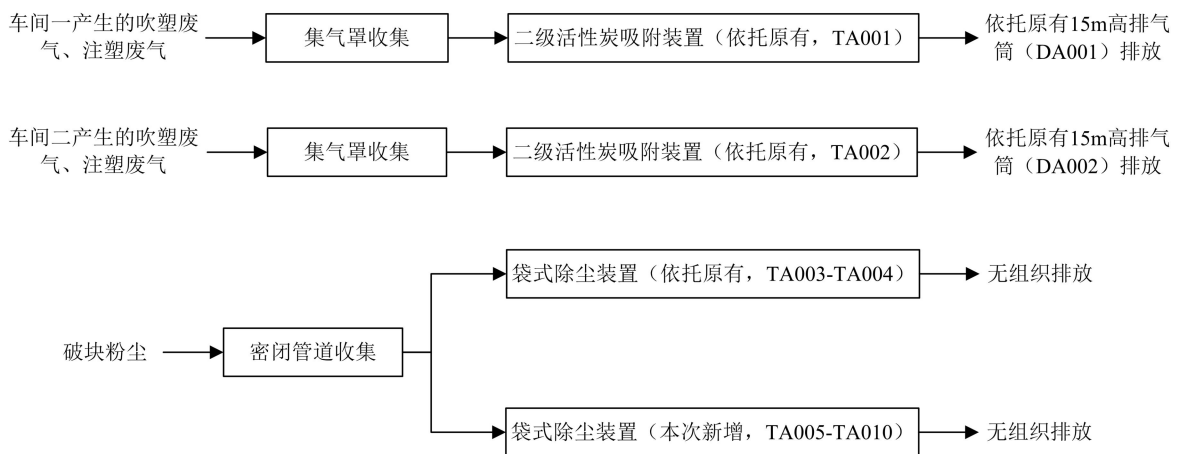 车间一产生的吹塑废
气、注塑废气
集气罩收集
二级活性炭吸附装置（依托原有，TA001）
依托原有15m高排气
筒（DA001）排放
车间二产生的吹塑废
气、注塑废气
集气罩收集
二级活性炭吸附装置（依托原有，TA002）
依托原有15m高排气
筒（DA002）排放
袋式除尘装置（依托原有，TA003-TA004）
无组织排放
破块粉尘
密闭管道收集
袋式除尘装置（本次新增，TA005-TA010）
无组织排放